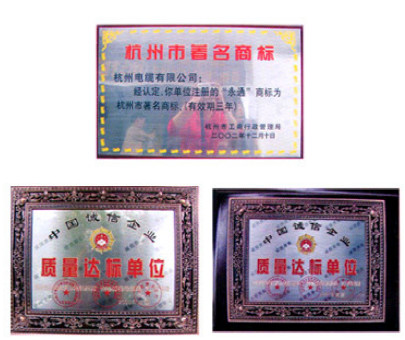 杭州市著名商标
杭州电缆有限公司：
经认定,你单位注册的“永通”商标为
杭州市著名商标,(有效期三年)
杭州市工商行政管理局
二〇〇二年十二月十日
中国诚信企业
质量达标单位
中国诚信企业
质量达标单位